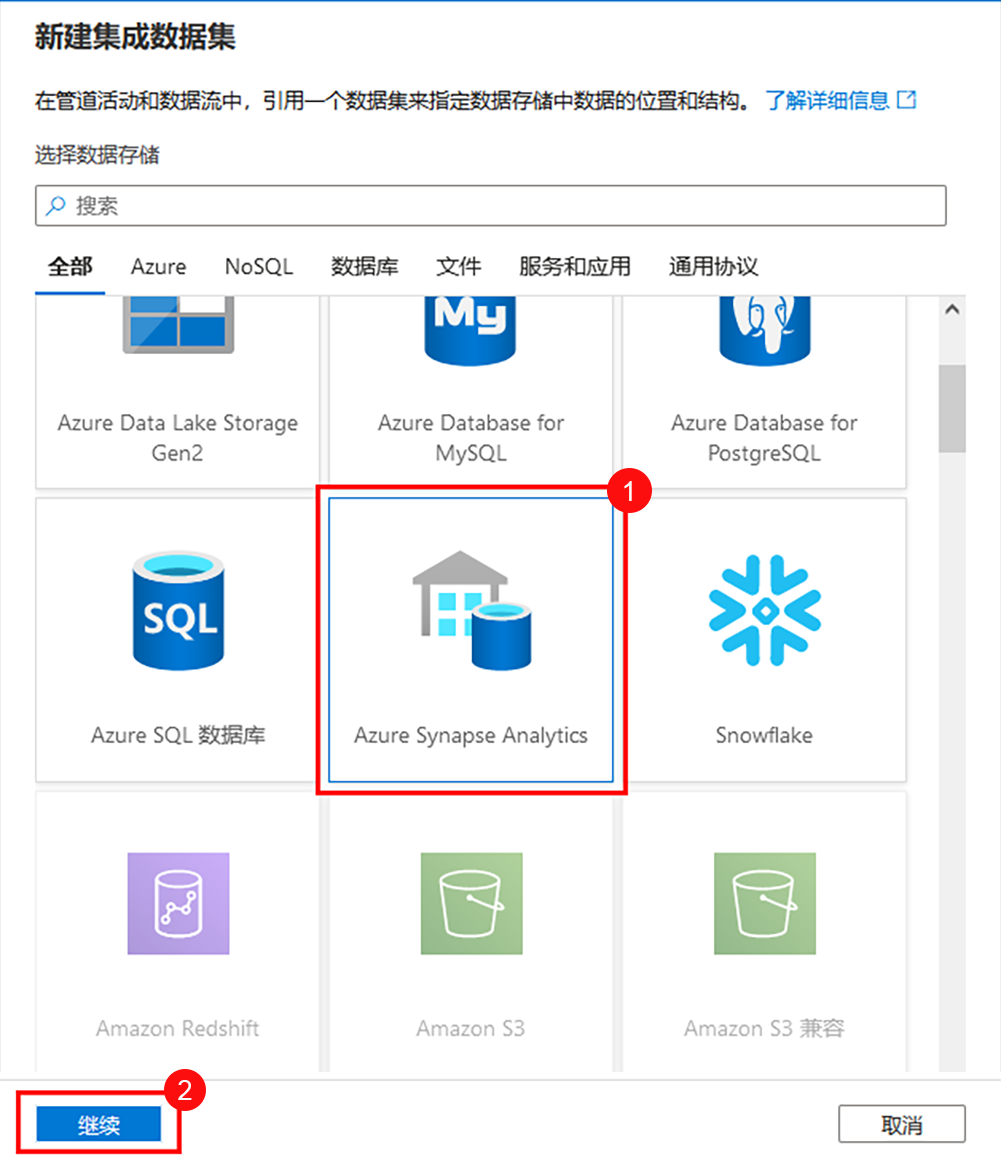 新建集成数据集
在管道活动和数据流中，引用一个数据集来指定数据存储中数据的位置和结构。 了解详细信息
选择数据存储
搜索
全部 Azure NoSQL 数据库 文件 服务和应用 通用协议
My
Azure Data Lake Storage Azure Database for Azure Database for
Gen2 MySQL PostgreSQL
1
SQL
Azure SQL 数据库 Azure Synapse Analytics Snowflake
Amazon Redshift Amazon S3 Amazon S3 兼容
2
继续 取消